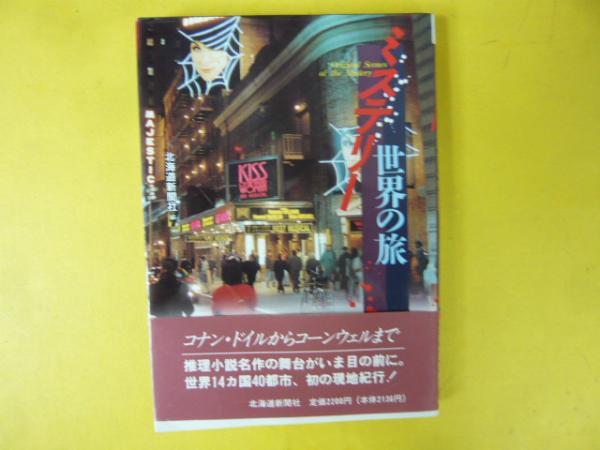 ミステリー
世界の旅
Original Scenes
of the Mystery
北海道新聞社 編
MAJESTIC
KISS
コナン・ドイルからコーンウェルまで
推理小説名作の舞台がいま目の前に。
世界14カ国40都市、初の現地紀行!
北海道新聞社 定価2200円(本体2136円)